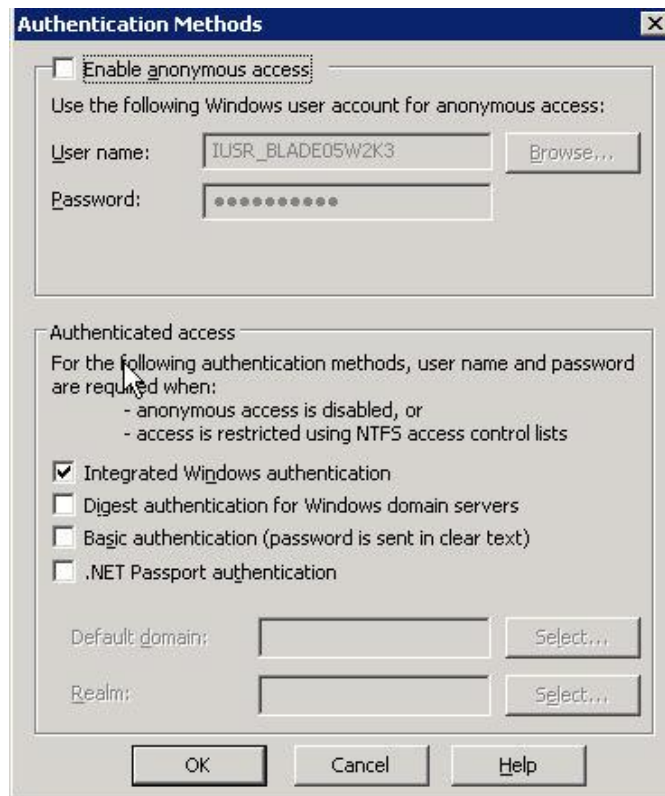 Authentication Methods
Enable anonymous access
Use the following Windows user account for anonymous access:
User name: IUSR_BLADE05W2K3 Browse...
Password: ●●●●●●●●●●
Authenticated access
For the following authentication methods, user name and password
are required when:
- anonymous access is disabled, or
- access is restricted using NTFS access control lists
Integrated Windows authentication
Digest authentication for Windows domain servers
Basic authentication (password is sent in clear text)
.NET Passport authentication
Default domain: Select...
Realm: Select...
OK Cancel Help